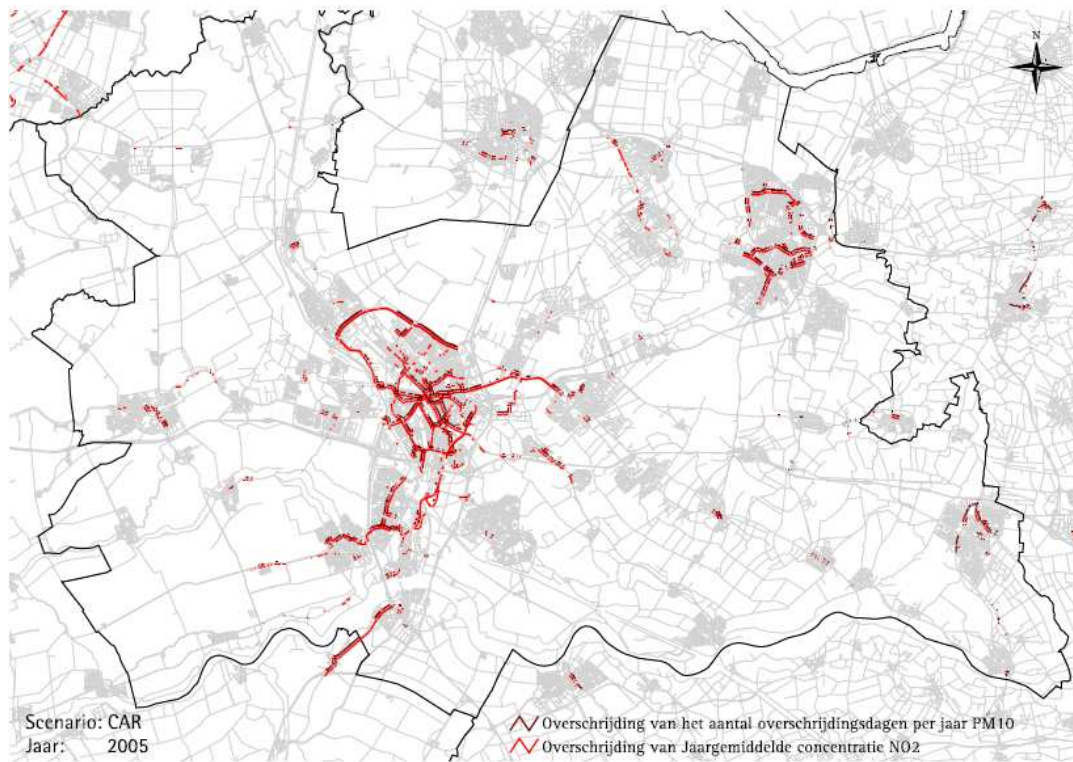 N
Scenario: CAR
Jaar: 2005
Overschrijding van het aantal overschrijdingsdagen per jaar PM10
Overschrijding van Jaargemiddelde concentratie NO2